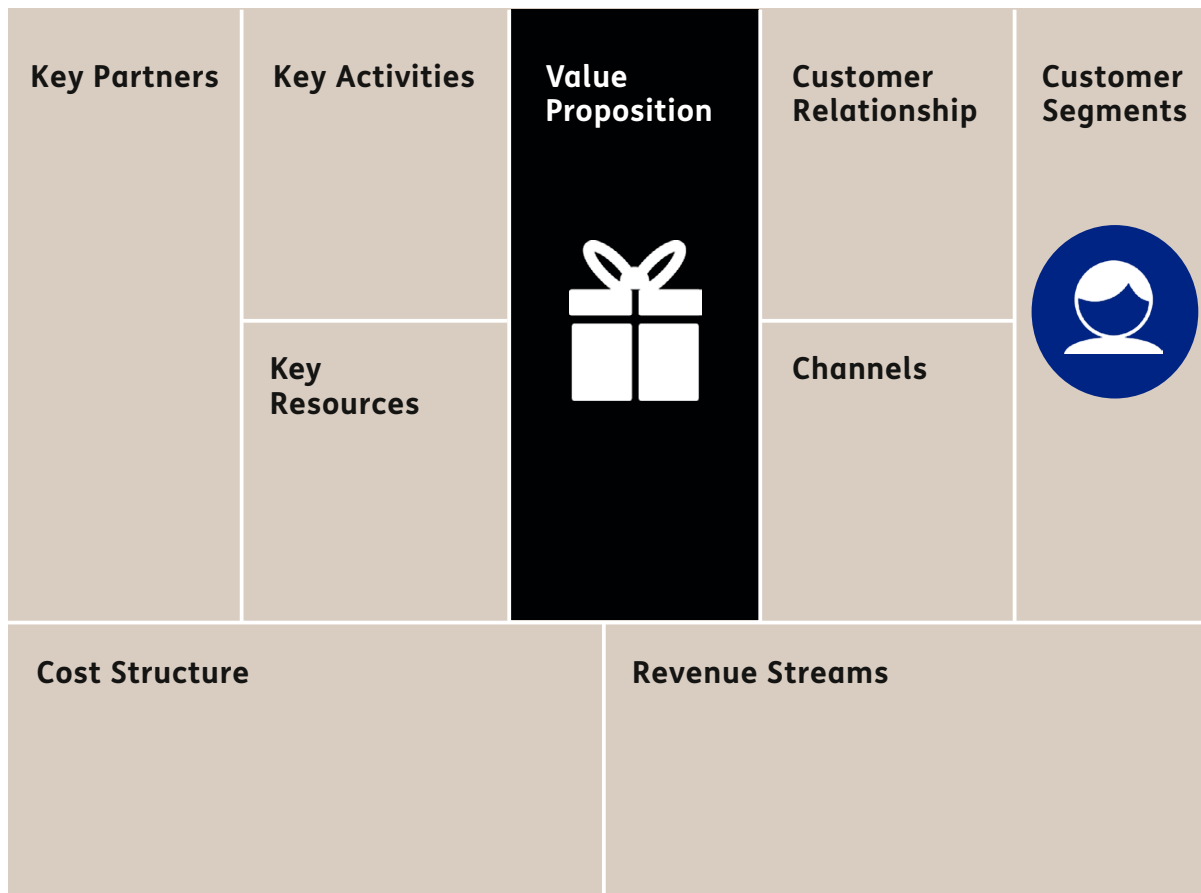 Key Partners
Key Activities
Value
Proposition
Customer
Relationship
Customer
Segments
Key
Resources
Channels
Cost Structure
Revenue Streams